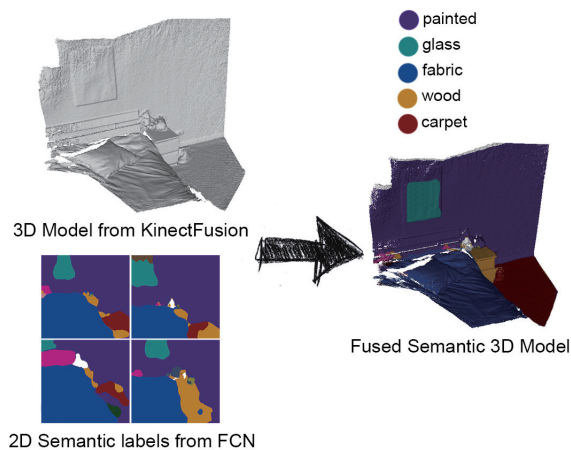 painted
glass
fabric
wood
carpet
3D Model from KinectFusion
Fused Semantic 3D Model
2D Semantic labels from FCN